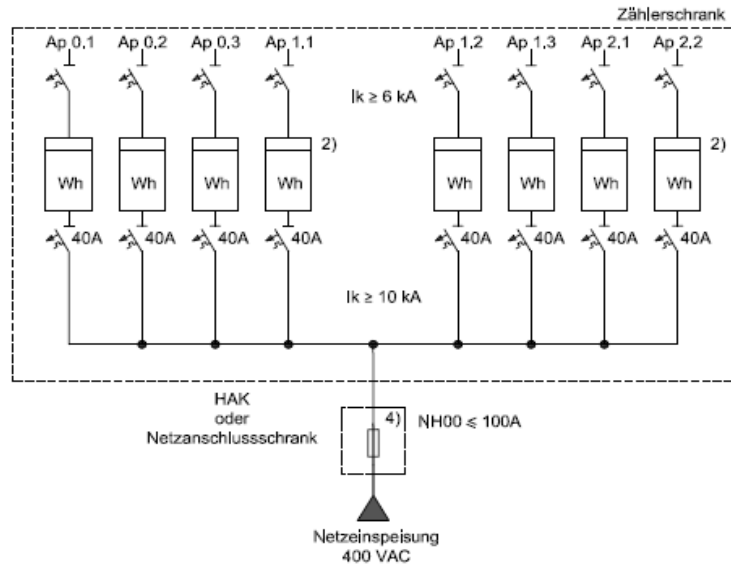 Zählerschrank
Ap 0,1 Ap 0,2 Ap 0,3 Ap 1,1 Ap 1,2 Ap 1,3 Ap 2,1 Ap 2,2
Ik ≥ 6 kA
2) 2)
Wh Wh Wh Wh Wh Wh Wh Wh
40A 40A 40A 40A 40A 40A 40A 40A
Ik ≥ 10 kA
HAK
oder
Netzanschlussschrank
4) NH00 ⩽ 100A
Netzeinspeisung
400 VAC